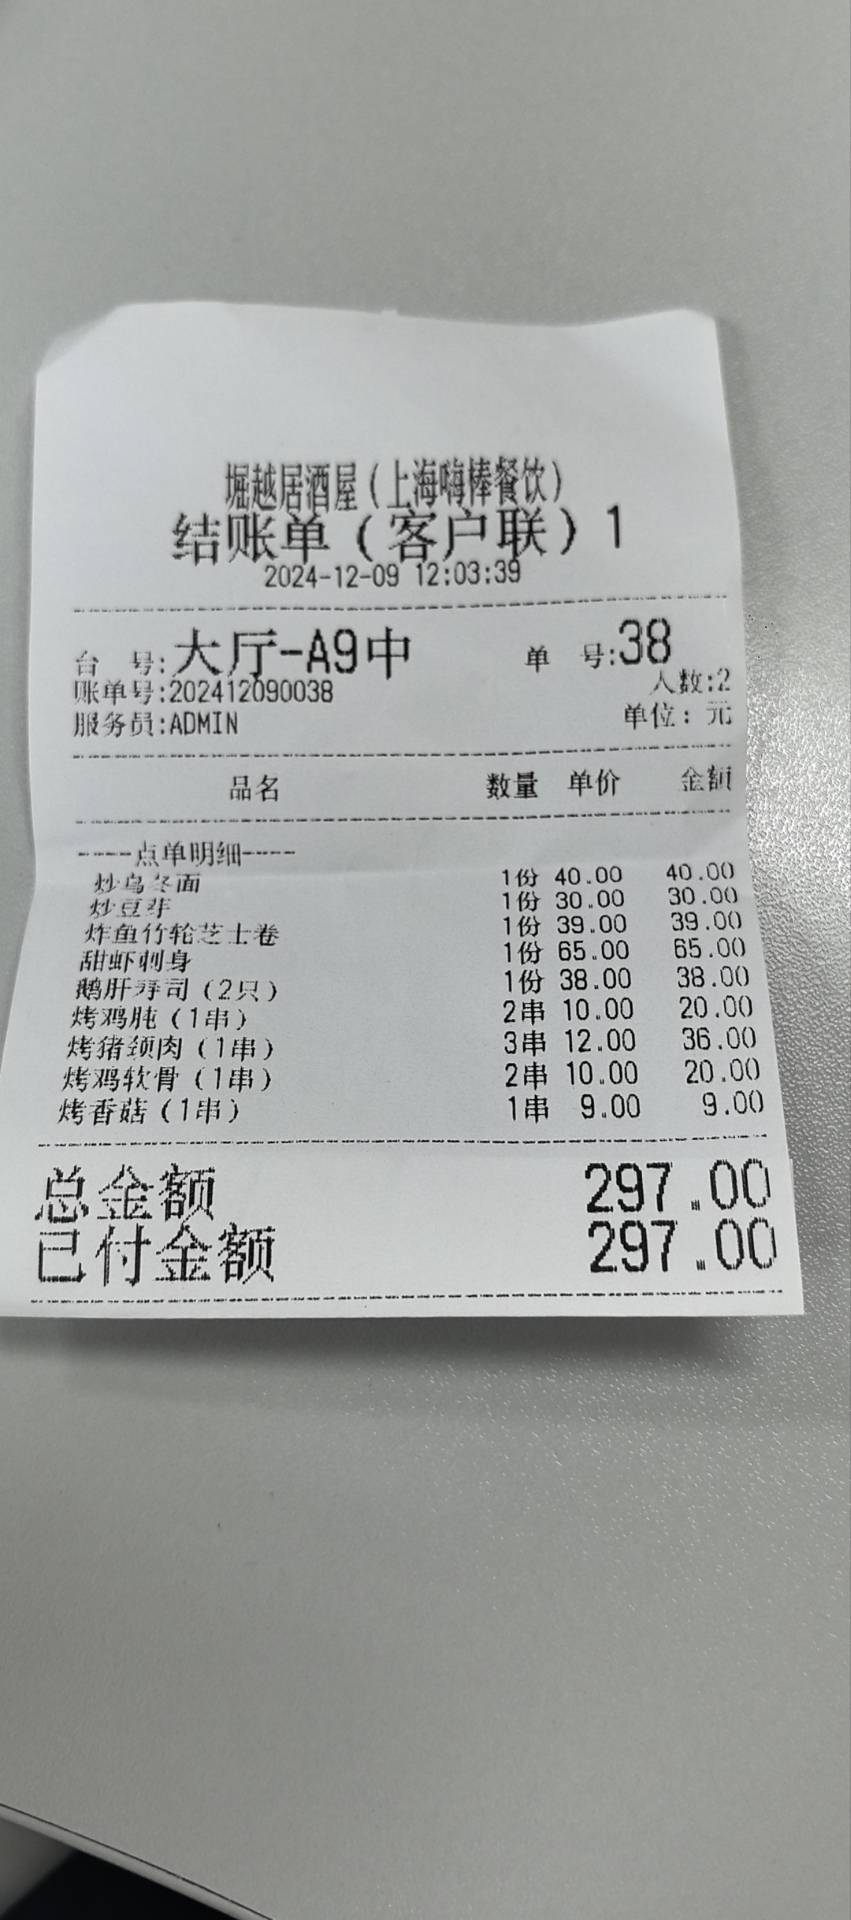 堀越居酒屋(上海嗨棒餐饮)
结账单(客户联)1
2024-12-09 12:03:39
台 号:大厅-A9中 单 号:38
账单号:202412090038 人数:2
服务员:ADMIN 单位: 元
品名 数量 单价 金额
----点单明细----
炒乌冬面 1份 40.00 40.00
炒豆芽 1份 30.00 30.00
炸鱼竹轮芝士卷 1份 39.00 39.00
甜虾刺身 1份 65.00 65.00
鹅肝寿司(2只) 1份 38.00 38.00
烤鸡肫(1串) 2串 10.00 20.00
烤猪颈肉(1串) 3串 12.00 36.00
烤鸡软骨(1串) 2串 10.00 20.00
烤香菇(1串) 1串 9.00 9.00
总金额 297.00
已付金额 297.00